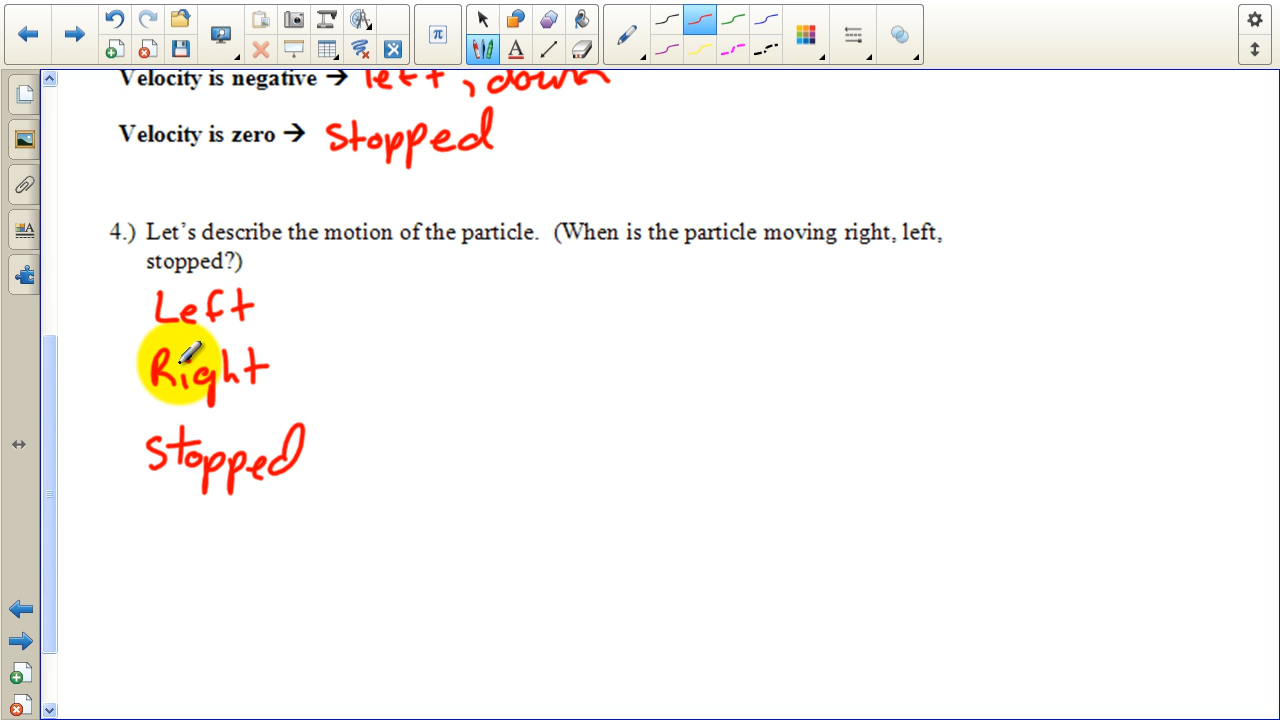 Velocity is negative → left, down
Velocity is zero → stopped
4.) Let’s describe the motion of the particle. (When is the particle moving right, left,
stopped?)
Left
Right
Stopped